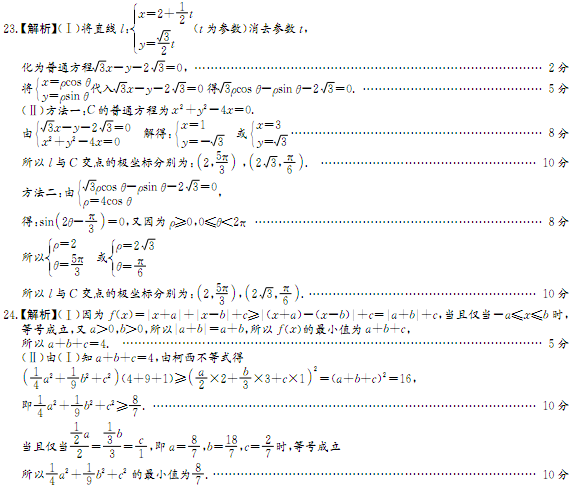 23.【解析】(Ⅰ)将直线 l:{x=2+1/2 t, y=√3/2 t (t 为参数)消去参数 t,
化为普通方程√3x-y-2√3=0, …… 2分
将{x=ρcos θ, y=ρsin θ代入√3x-y-2√3=0得√3ρcos θ-ρsin θ-2√3=0. …… 5分
(Ⅱ)方法一:C的普通方程为 x²+y²-4x=0.
由{√3x-y-2√3=0, x²+y²-4x=0 解得:{x=1, y=-√3 或{x=3, y=√3 …… 8分
所以 l 与 C 交点的极坐标分别为:(2,5π/3),(2√3,π/6). …… 10分
方法二:由{√3ρcos θ-ρsin θ-2√3=0, ρ=4cos θ,
得:sin(2θ-π/3)=0,又因为 ρ≥0,0≤θ<2π …… 8分
所以{ρ=2, θ=5π/3 或{ρ=2√3, θ=π/6
所以 l 与 C 交点的极坐标分别为:(2,5π/3),(2√3,π/6). …… 10分
24.【解析】(Ⅰ)因为 f(x)=|x+a|+|x-b|+c≥|(x+a)-(x-b)|+c=|a+b|+c,当且仅当-a≤x≤b 时,
等号成立,又 a>0,b>0,所以|a+b|=a+b,所以 f(x)的最小值为 a+b+c,
所以 a+b+c=4. …… 5分
(Ⅱ)由(Ⅰ)知 a+b+c=4,由柯西不等式得
(1/4 a²+1/9 b²+c²)(4+9+1)≥(a/2×2+b/3×3+c×1)²=(a+b+c)²=16,
即1/4 a²+1/9 b²+c²≥8/7. …… 10分
当且仅当 (1/2 a)/2=(1/3 b)/3=c/1,即 a=8/7,b=18/7,c=2/7时,等号成立
所以1/4 a²+1/9 b²+c² 的最小值为8/7. …… 10分